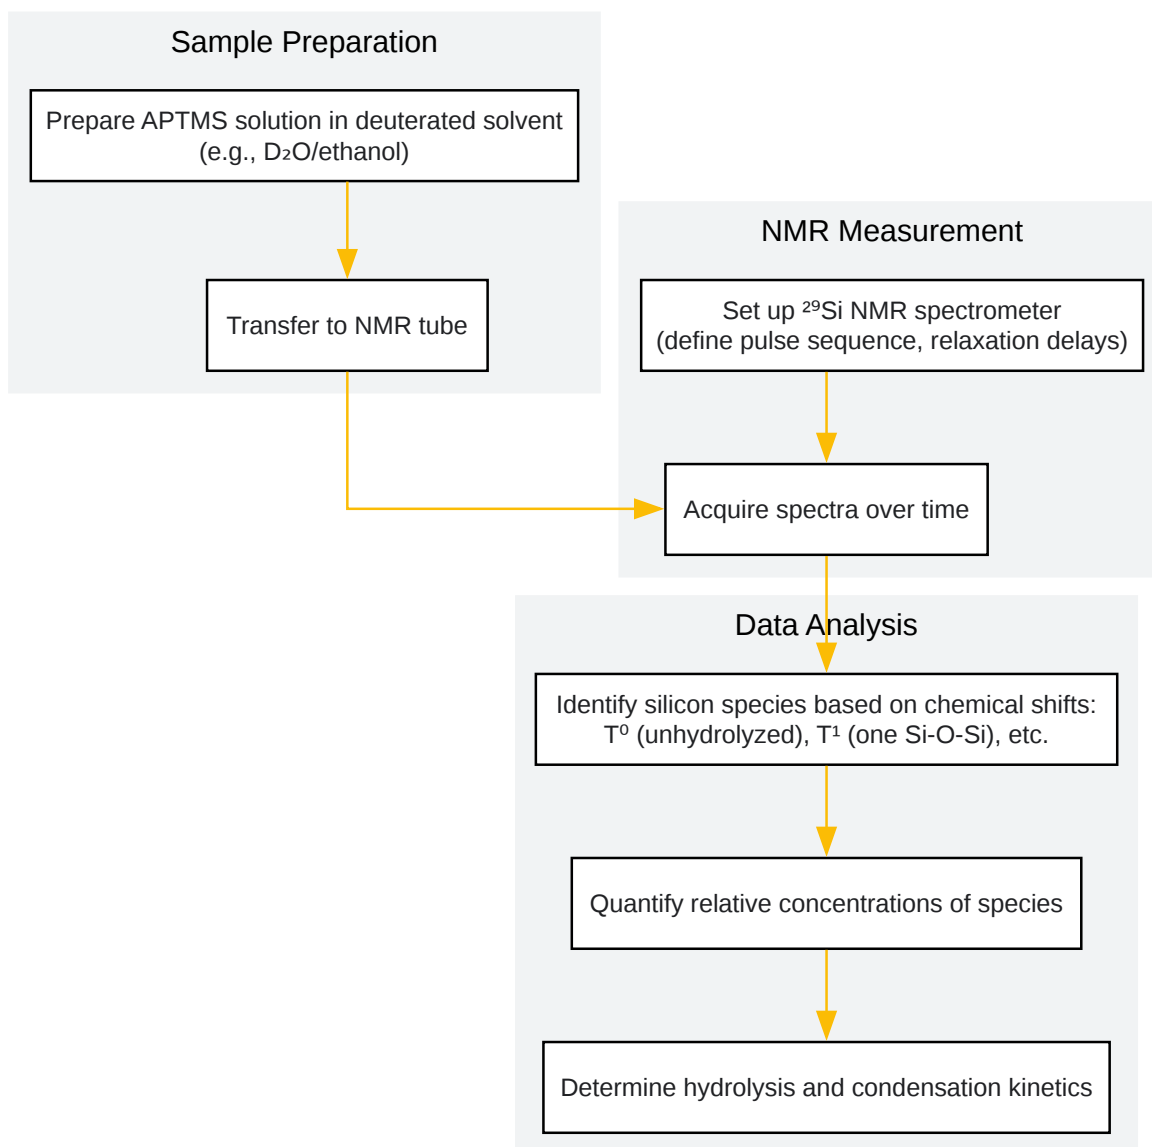 Sample Preparation
Prepare APTMS solution in deuterated solvent
(e.g., D₂O/ethanol)
Transfer to NMR tube
NMR Measurement
Set up ²⁹Si NMR spectrometer
(define pulse sequence, relaxation delays)
Acquire spectra over time
Data Analysis
Identify silicon species based on chemical shifts:
T⁰ (unhydrolyzed), T¹ (one Si-O-Si), etc.
Quantify relative concentrations of species
Determine hydrolysis and condensation kinetics